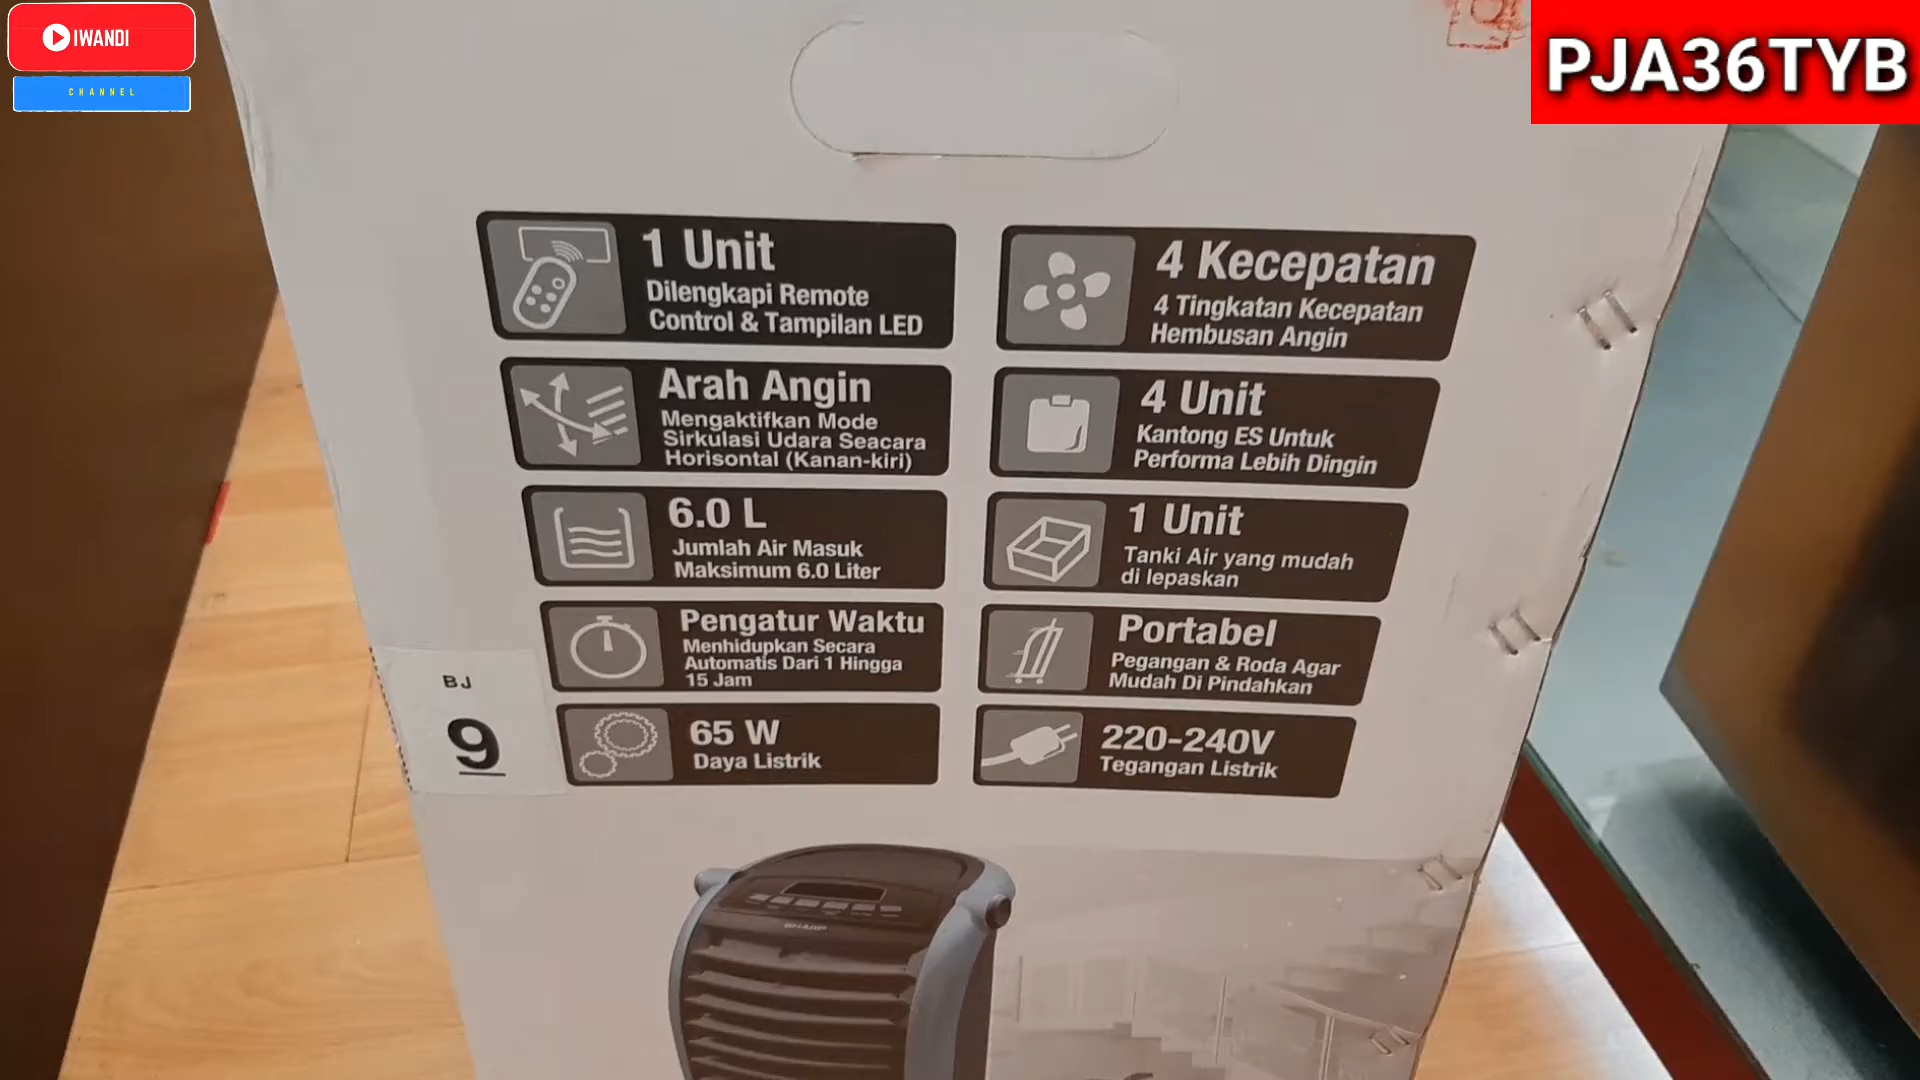 IWANDI
CHANNEL
PJA36TYB
1 Unit
Dilengkapi Remote
Control & Tampilan LED
4 Kecepatan
4 Tingkatan Kecepatan
Hembusan Angin
Arah Angin
Mengaktifkan Mode
Sirkulasi Udara Seacara
Horisontal (Kanan-kiri)
4 Unit
Kantong ES Untuk
Performa Lebih Dingin
6.0 L
Jumlah Air Masuk
Maksimum 6.0 Liter
1 Unit
Tanki Air yang mudah
di lepaskan
Pengatur Waktu
Menhidupkan Secara
Automatis Dari 1 Hingga
15 Jam
Portabel
Pegangan & Roda Agar
Mudah Di Pindahkan
BJ
9
65 W
Daya Listrik
220-240V
Tegangan Listrik
SHARP